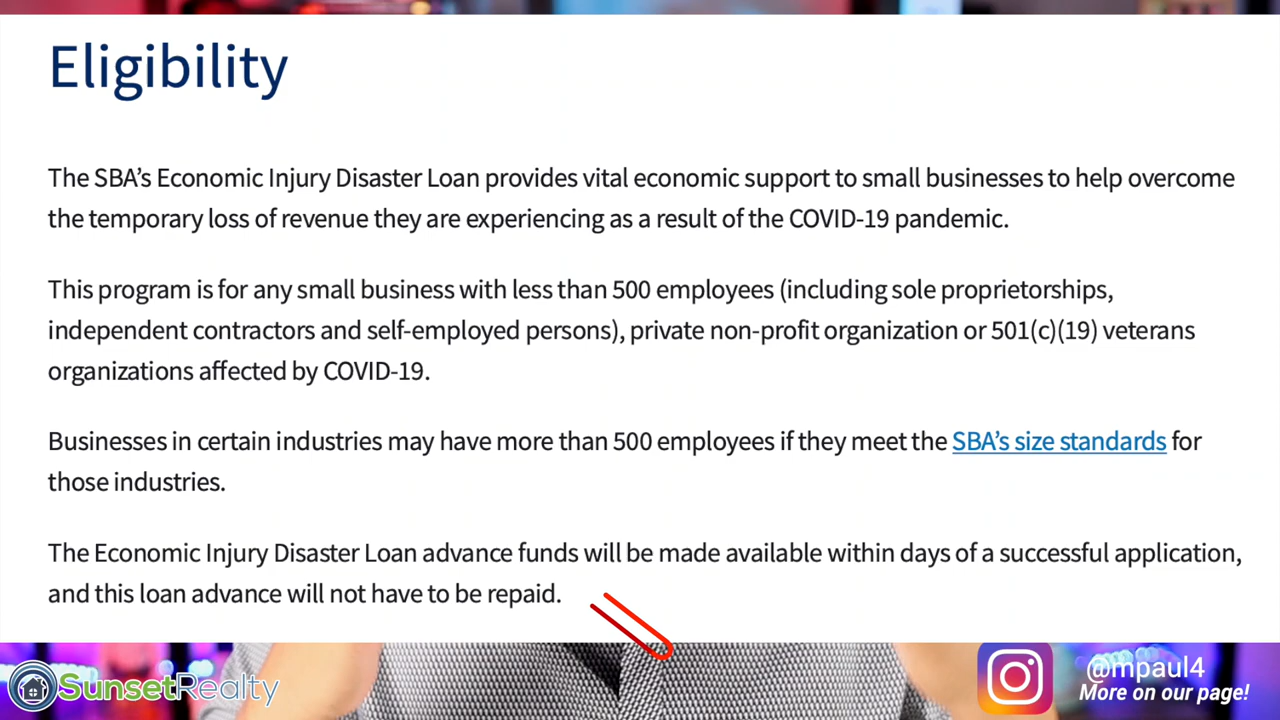 Eligibility
The SBA's Economic Injury Disaster Loan provides vital economic support to small businesses to help overcome
the temporary loss of revenue they are experiencing as a result of the COVID-19 pandemic.
This program is for any small business with less than 500 employees (including sole proprietorships,
independent contractors and self-employed persons), private non-profit organization or 501(c)(19) veterans
organizations affected by COVID-19.
Businesses in certain industries may have more than 500 employees if they meet the SBA's size standards for
those industries.
The Economic Injury Disaster Loan advance funds will be made available within days of a successful application,
and this loan advance will not have to be repaid.
SunsetRealty
@mpaul4
More on our page!